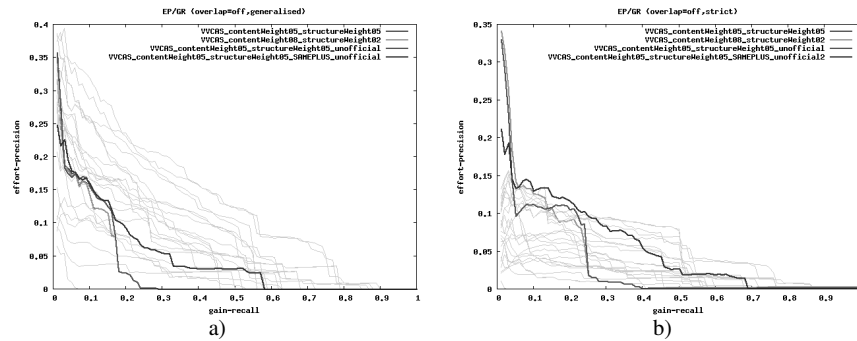 EP/GR (overlap=off,generalised)
VVCAS_contentWeight05_structureWeight05
VVCAS_contentWeight08_structureWeight02
VVCAS_contentWeight05_structureWeight05_unofficial
VVCAS_contentWeight05_structureWeight05_SAMEPLUS_unofficial
0.4
0.35
0.3
0.25
0.2
0.15
0.1
0.05
0
effort-precision
0 0.1 0.2 0.3 0.4 0.5 0.6 0.7 0.8 0.9 1
gain-recall
a)
EP/GR (overlap=off,strict)
VVCAS_contentWeight05_structureWeight05
VVCAS_contentWeight08_structureWeight02
VVCAS_contentWeight05_structureWeight05_unofficial
VVCAS_contentWeight05_structureWeight05_SAMEPLUS_unofficial2
0.35
0.3
0.25
0.2
0.15
0.1
0.05
0
effort-precision
0 0.1 0.2 0.3 0.4 0.5 0.6 0.7 0.8 0.9
gain-recall
b)